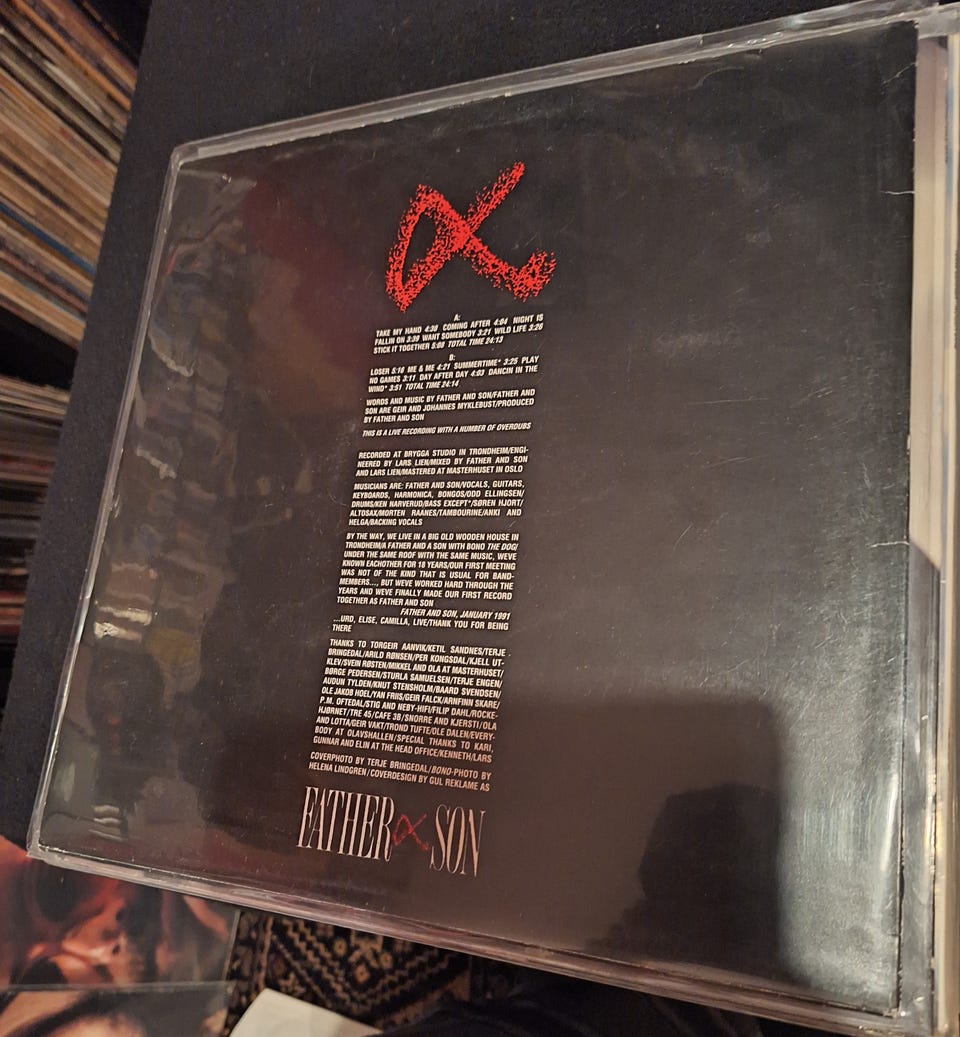 A:
TAKE MY HAND 4:30 COMING AFTER 4:04 NIGHT IS
FALLIN ON 3:39 WANT SOMEBODY 3:21 WILD LIFE 3:26
STICK IT TOGETHER 5:08 TOTAL TIME 24:13
B:
LOSER 5:16 ME & ME 4:21 SUMMERTIME* 3:25 PLAY
NO GAMES 3:11 DAY AFTER DAY 4:03 DANCIN IN THE
WIND* 3:51 TOTAL TIME 24:14
WORDS AND MUSIC BY FATHER AND SON/FATHER AND
SON ARE GEIR AND JOHANNES MYKLEBUST/PRODUCED
BY FATHER AND SON
THIS IS A LIVE RECORDING WITH A NUMBER OF OVERDUBS
RECORDED AT BRYGGA STUDIO IN TRONDHEIM/ENGI-
NEERED BY LARS LIEN/MIXED BY FATHER AND SON
AND LARS LIEN/MASTERED AT MASTERHUSET IN OSLO
MUSICIANS ARE: FATHER AND SON/VOCALS, GUITARS,
KEYBOARDS, HARMONICA, BONGOS/ODD ELLINGSEN/
DRUMS/KEN NARVERUD/BASS EXCEPT*/SØREN HJORT/
ALTOSAX/MORTEN RAANES/TAMBOURINE/ANKI AND
HELGA/BACKING VOCALS
BY THE WAY, WE LIVE IN A BIG OLD WOODEN HOUSE IN
TRONDHEIM/A FATHER AND A SON WITH BONO THE DOG/
UNDER THE SAME ROOF WITH THE SAME MUSIC, WEVE
KNOWN EACHOTHER FOR 18 YEARS/OUR FIRST MEETING
WAS NOT OF THE KIND THAT IS USUAL FOR BAND-
MEMBERS..., BUT WEVE WORKED HARD THROUGH THE
YEARS AND WEVE FINALLY MADE OUR FIRST RECORD
TOGETHER AS FATHER AND SON
FATHER AND SON, JANUARY 1991
...URD, ELISE, CAMILLA, LIVE/THANK YOU FOR BEING
THERE
THANKS TO TORGEIR AANVIK/KETIL SANDNES/TERJE
BRINGEDAL/ARILD RØNSEN/PER KONGSDAL/KJELL UT-
KLEV/SVEIN RØSTEN/MIKKEL AND OLA AT MASTERHUSET/
BØRGE PEDERSEN/STURLA SAMUELSEN/TERJE ENGEN/
AUDUN TYLDEN/KNUT STENSHOLM/BAARD SVENDSEN/
OLE JAKOB HOEL/YAN FRIIS/GEIR FALCK/ARNFINN SKARE/
P.M. OFTEDAL/STIG AND NEBY-HIFI/FILIP DAHL/ROCKE-
HJØRNET/TRE 45/CAFE 3B/SNORRE AND KJERSTI/OLA
AND LOTTA/GEIR VAKT/TROND TUFTE/OLE DALEN/EVERY-
BODY AT OLAVSHALLEN/SPECIAL THANKS TO KARI,
GUNNAR AND ELIN AT THE HEAD OFFICE/KENNETH/LARS
COVERPHOTO BY TERJE BRINGEDAL/BONO-PHOTO BY
HELENA LINDGREN/COVERDESIGN BY GUL REKLAME AS
FATHER & SON